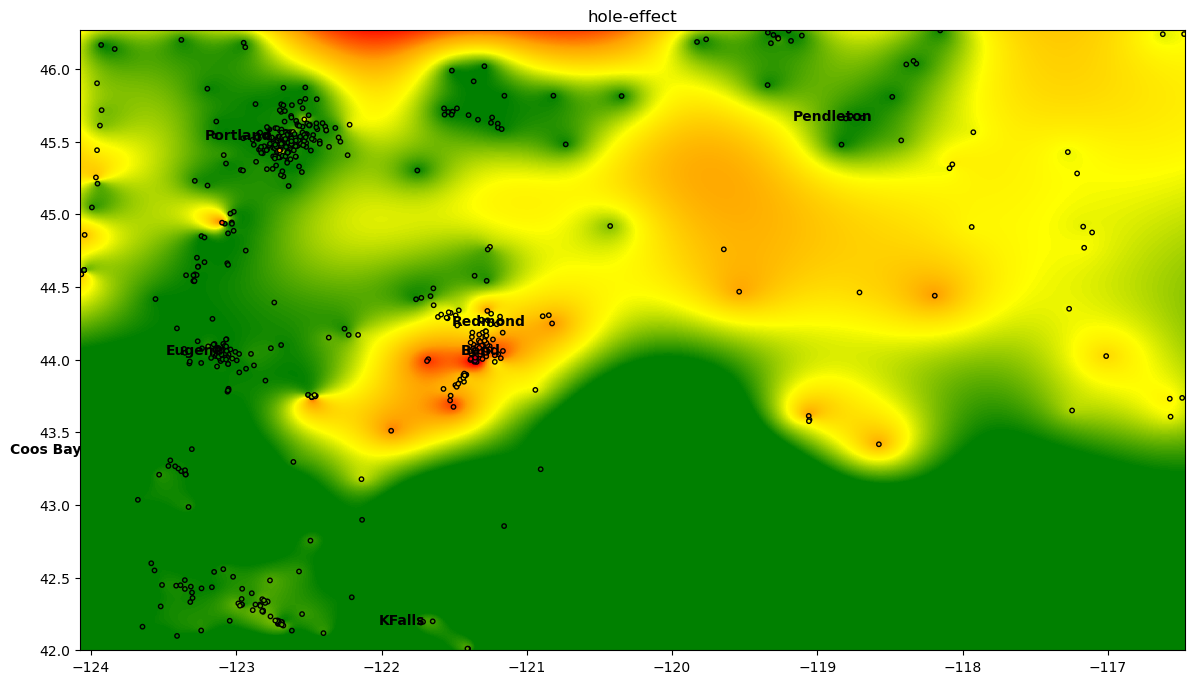 hole-effect
46.0
Pendleton
45.5
Portland
45.0
44.5
Redmond
44.0
Eugene
Bend
43.5
Coos Bay
43.0
42.5
KFalls
42.0
−124
−123
−122
−121
−120
−119
−118
−117